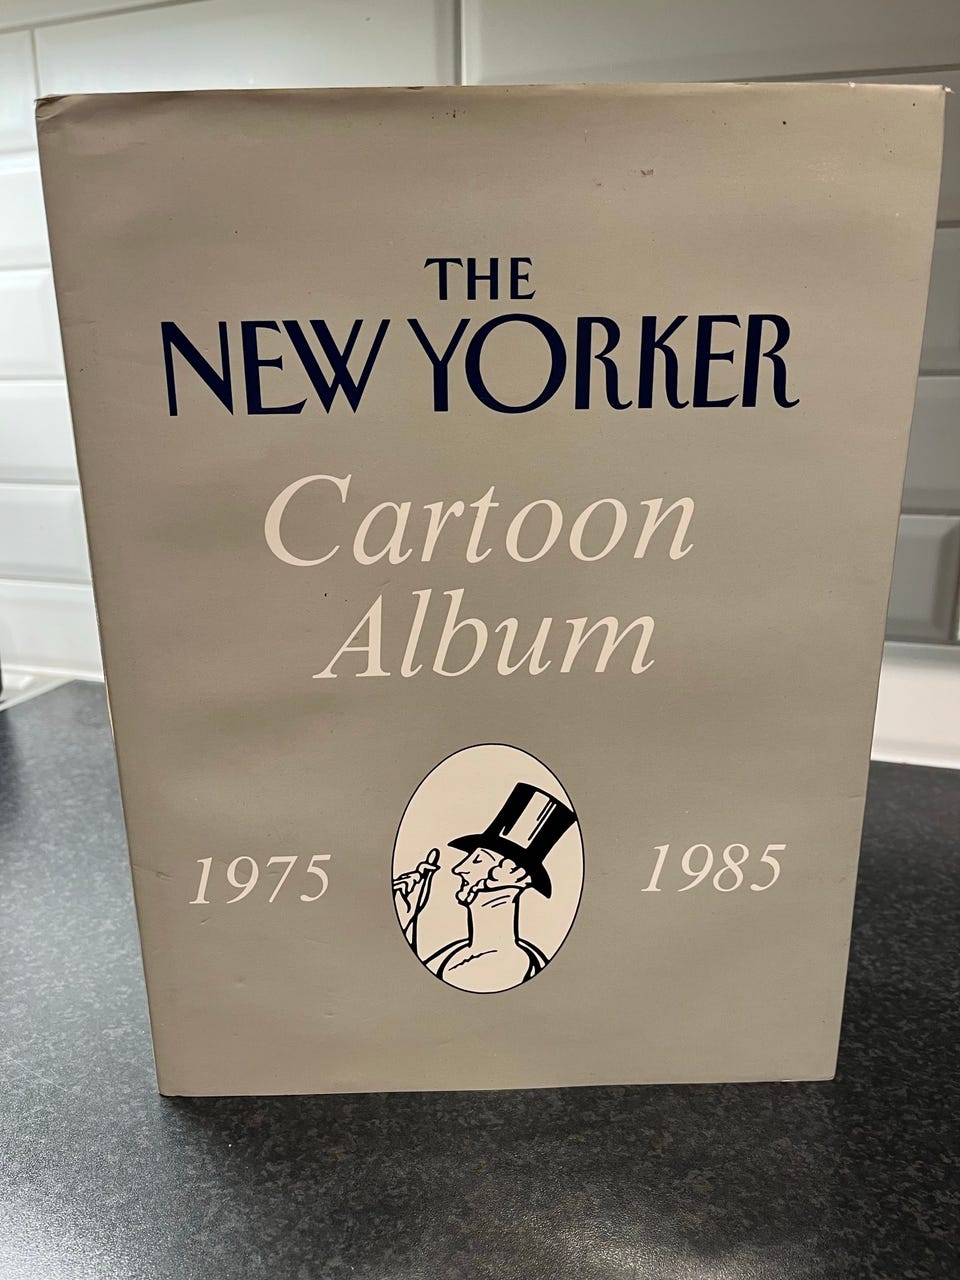 THE
NEW YORKER
Cartoon
Album
1975 1985